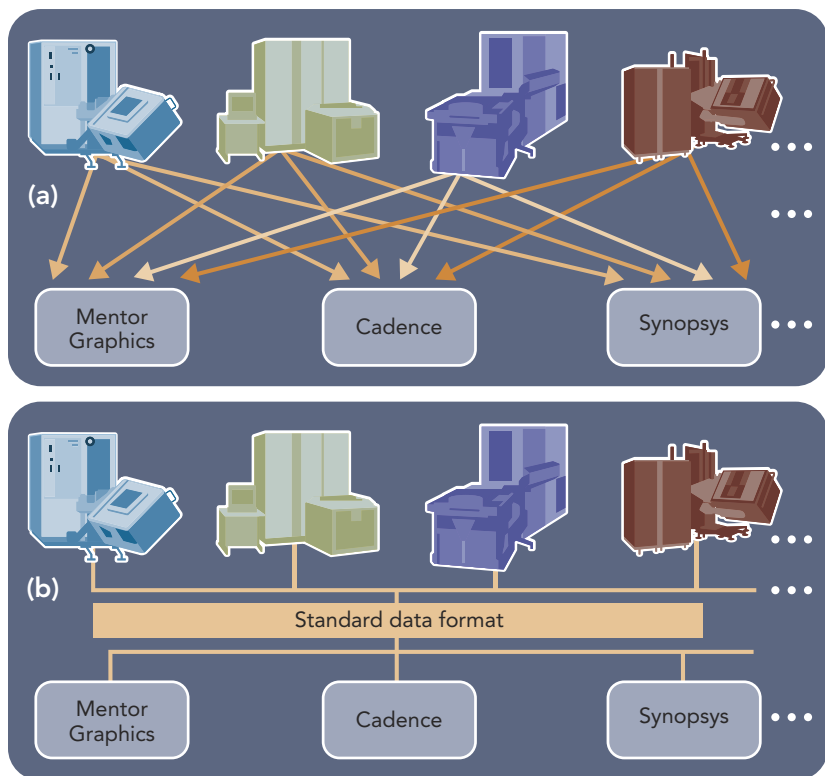 (a)
Mentor
Graphics
Cadence
Synopsys
(b)
Standard data format
Mentor
Graphics
Cadence
Synopsys